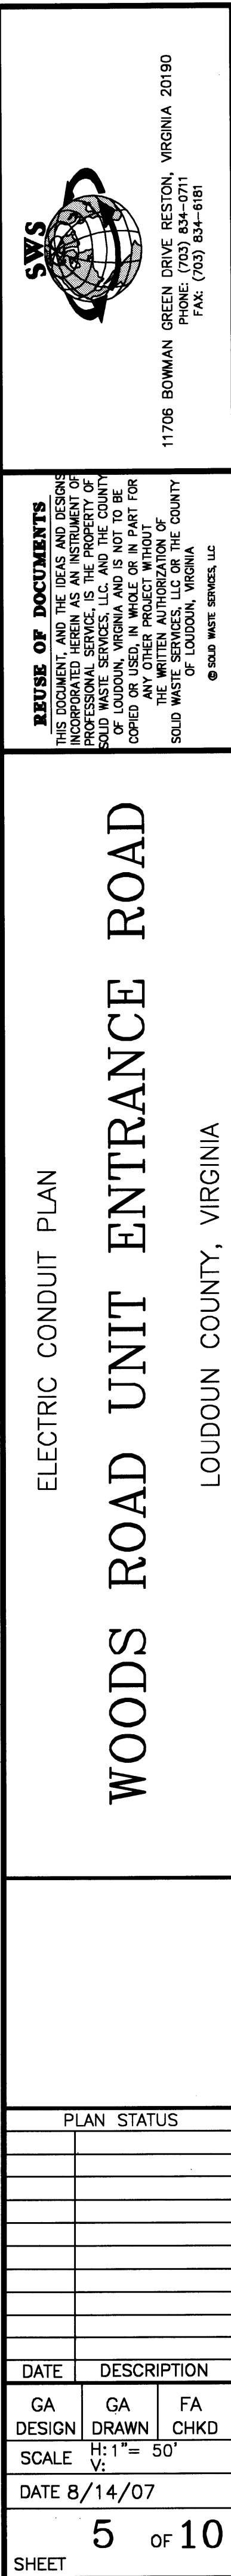 SWS
11706 BOWMAN GREEN DRIVE RESTON, VIRGINIA 20190
PHONE: (703) 834-0711
FAX: (703) 834-6181
REUSE OF DOCUMENTS
THIS DOCUMENT, AND THE IDEAS AND DESIGNS
INCORPORATED HEREIN AS AN INSTRUMENT OF
PROFESSIONAL SERVICE, IS THE PROPERTY OF
SOLID WASTE SERVICES, LLC. AND THE COUNTY
OF LOUDOUN, VIRGINIA AND IS NOT TO BE
COPIED OR USED, IN WHOLE OR IN PART FOR
ANY OTHER PROJECT WITHOUT
THE WRITTEN AUTHORIZATION OF
SOLID WASTE SERVICES, LLC OR THE COUNTY
OF LOUDOUN, VIRGINIA
© SOLID WASTE SERVICES, LLC
ELECTRIC CONDUIT PLAN
WOODS ROAD UNIT ENTRANCE ROAD
LOUDOUN COUNTY, VIRGINIA
PLAN STATUS
DATE DESCRIPTION
GA GA FA
DESIGN DRAWN CHKD
SCALE H: 1"= 50'
V:
DATE 8/14/07
SHEET 5 OF 10